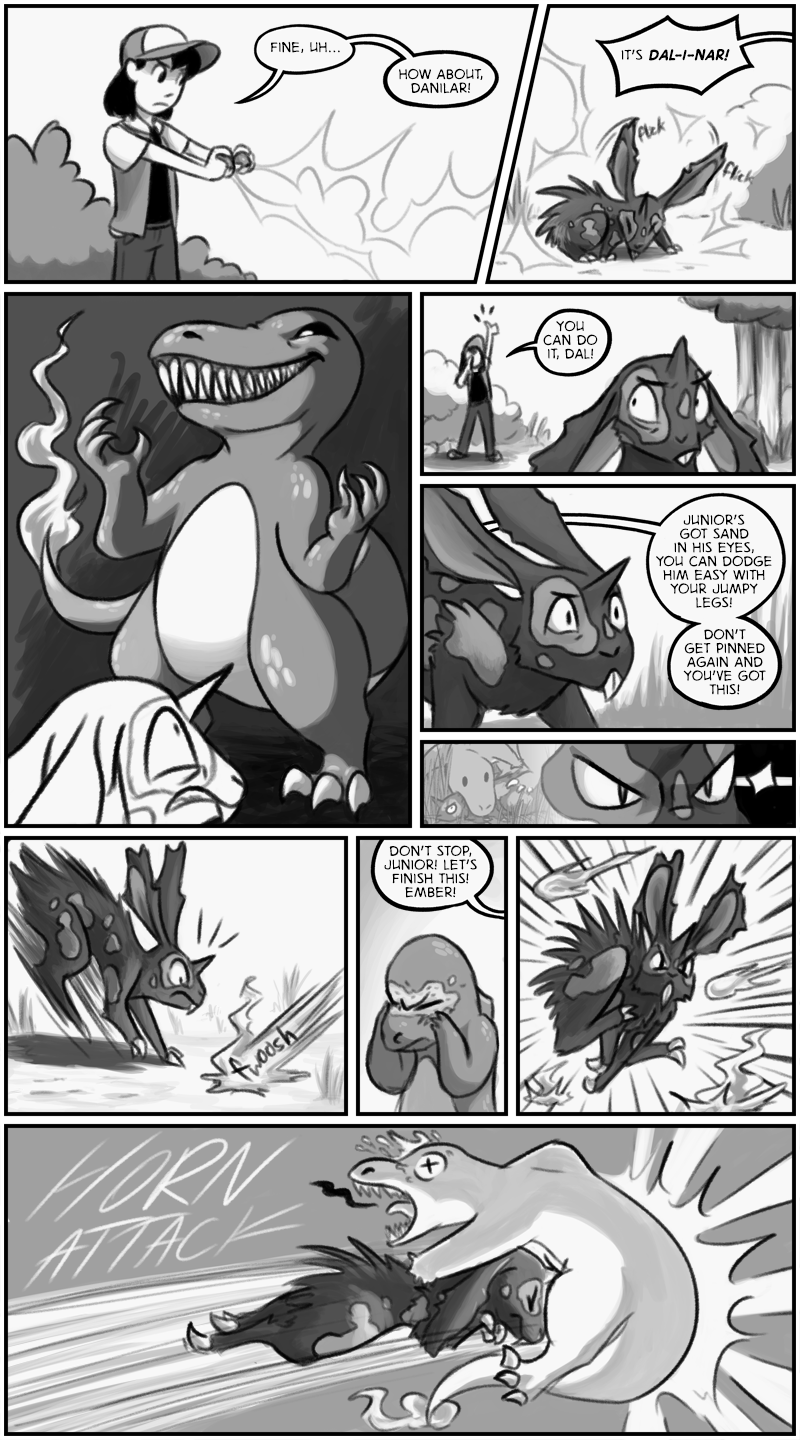 FINE, UH...
HOW ABOUT,
DANILAR!
IT'S DAL-I-NAR!
flick
flick
YOU
CAN DO
IT, DAL!
JUNIOR'S
GOT SAND
IN HIS EYES,
YOU CAN DODGE
HIM EASY WITH
YOUR JUMPY
LEGS!
DON'T
GET PINNED
AGAIN AND
YOU'VE GOT
THIS!
fwoosh
DON'T STOP,
JUNIOR! LET'S
FINISH THIS!
EMBER!
HORN
ATTACK